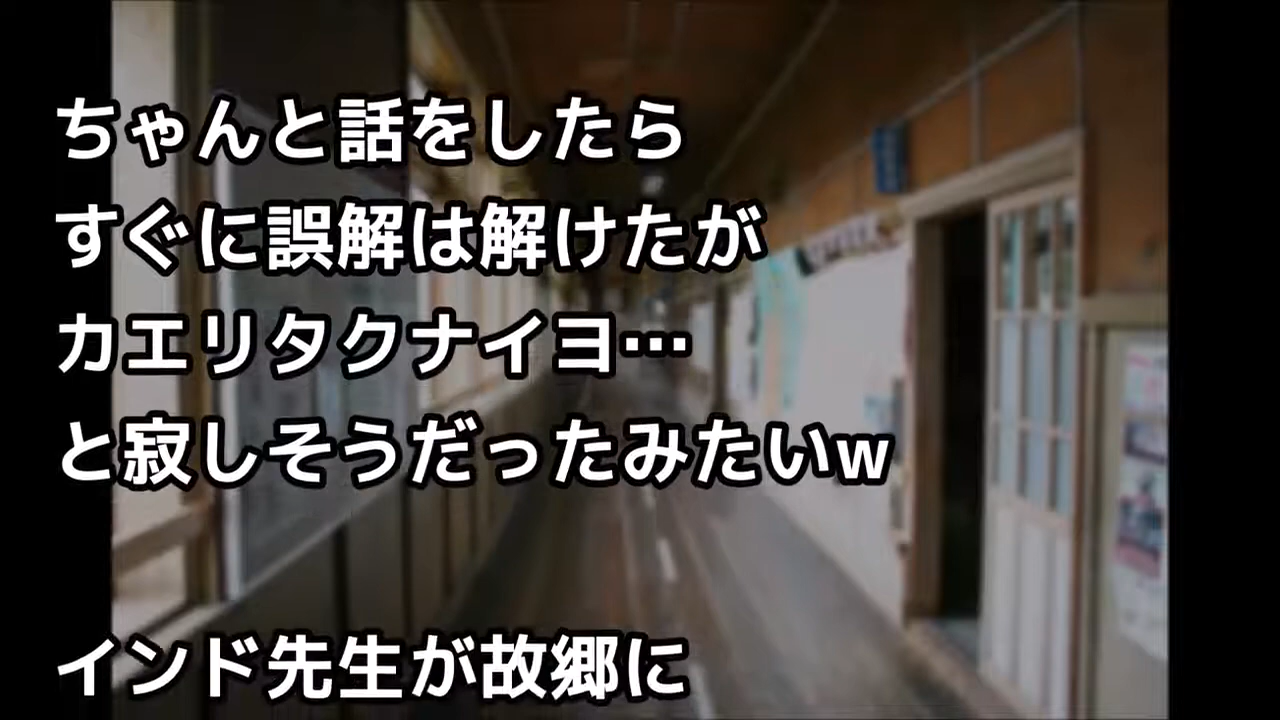 ちゃんと話をしたら
すぐに誤解は解けたが
カエリタクナイヨ…
と寂しそうだったみたいw
インド先生が故郷に